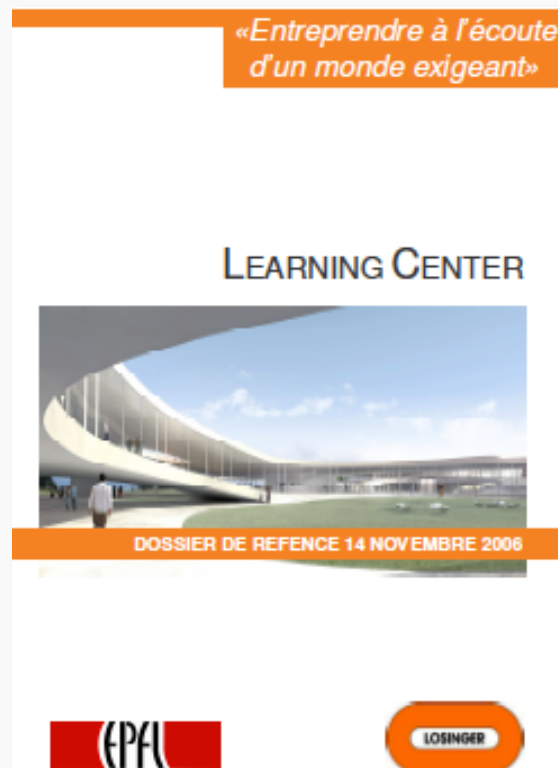 «Entreprendre à l'écoute
d'un monde exigeant»
LEARNING CENTER
DOSSIER DE REFENCE 14 NOVEMBRE 2006
EPFL
LOSINGER